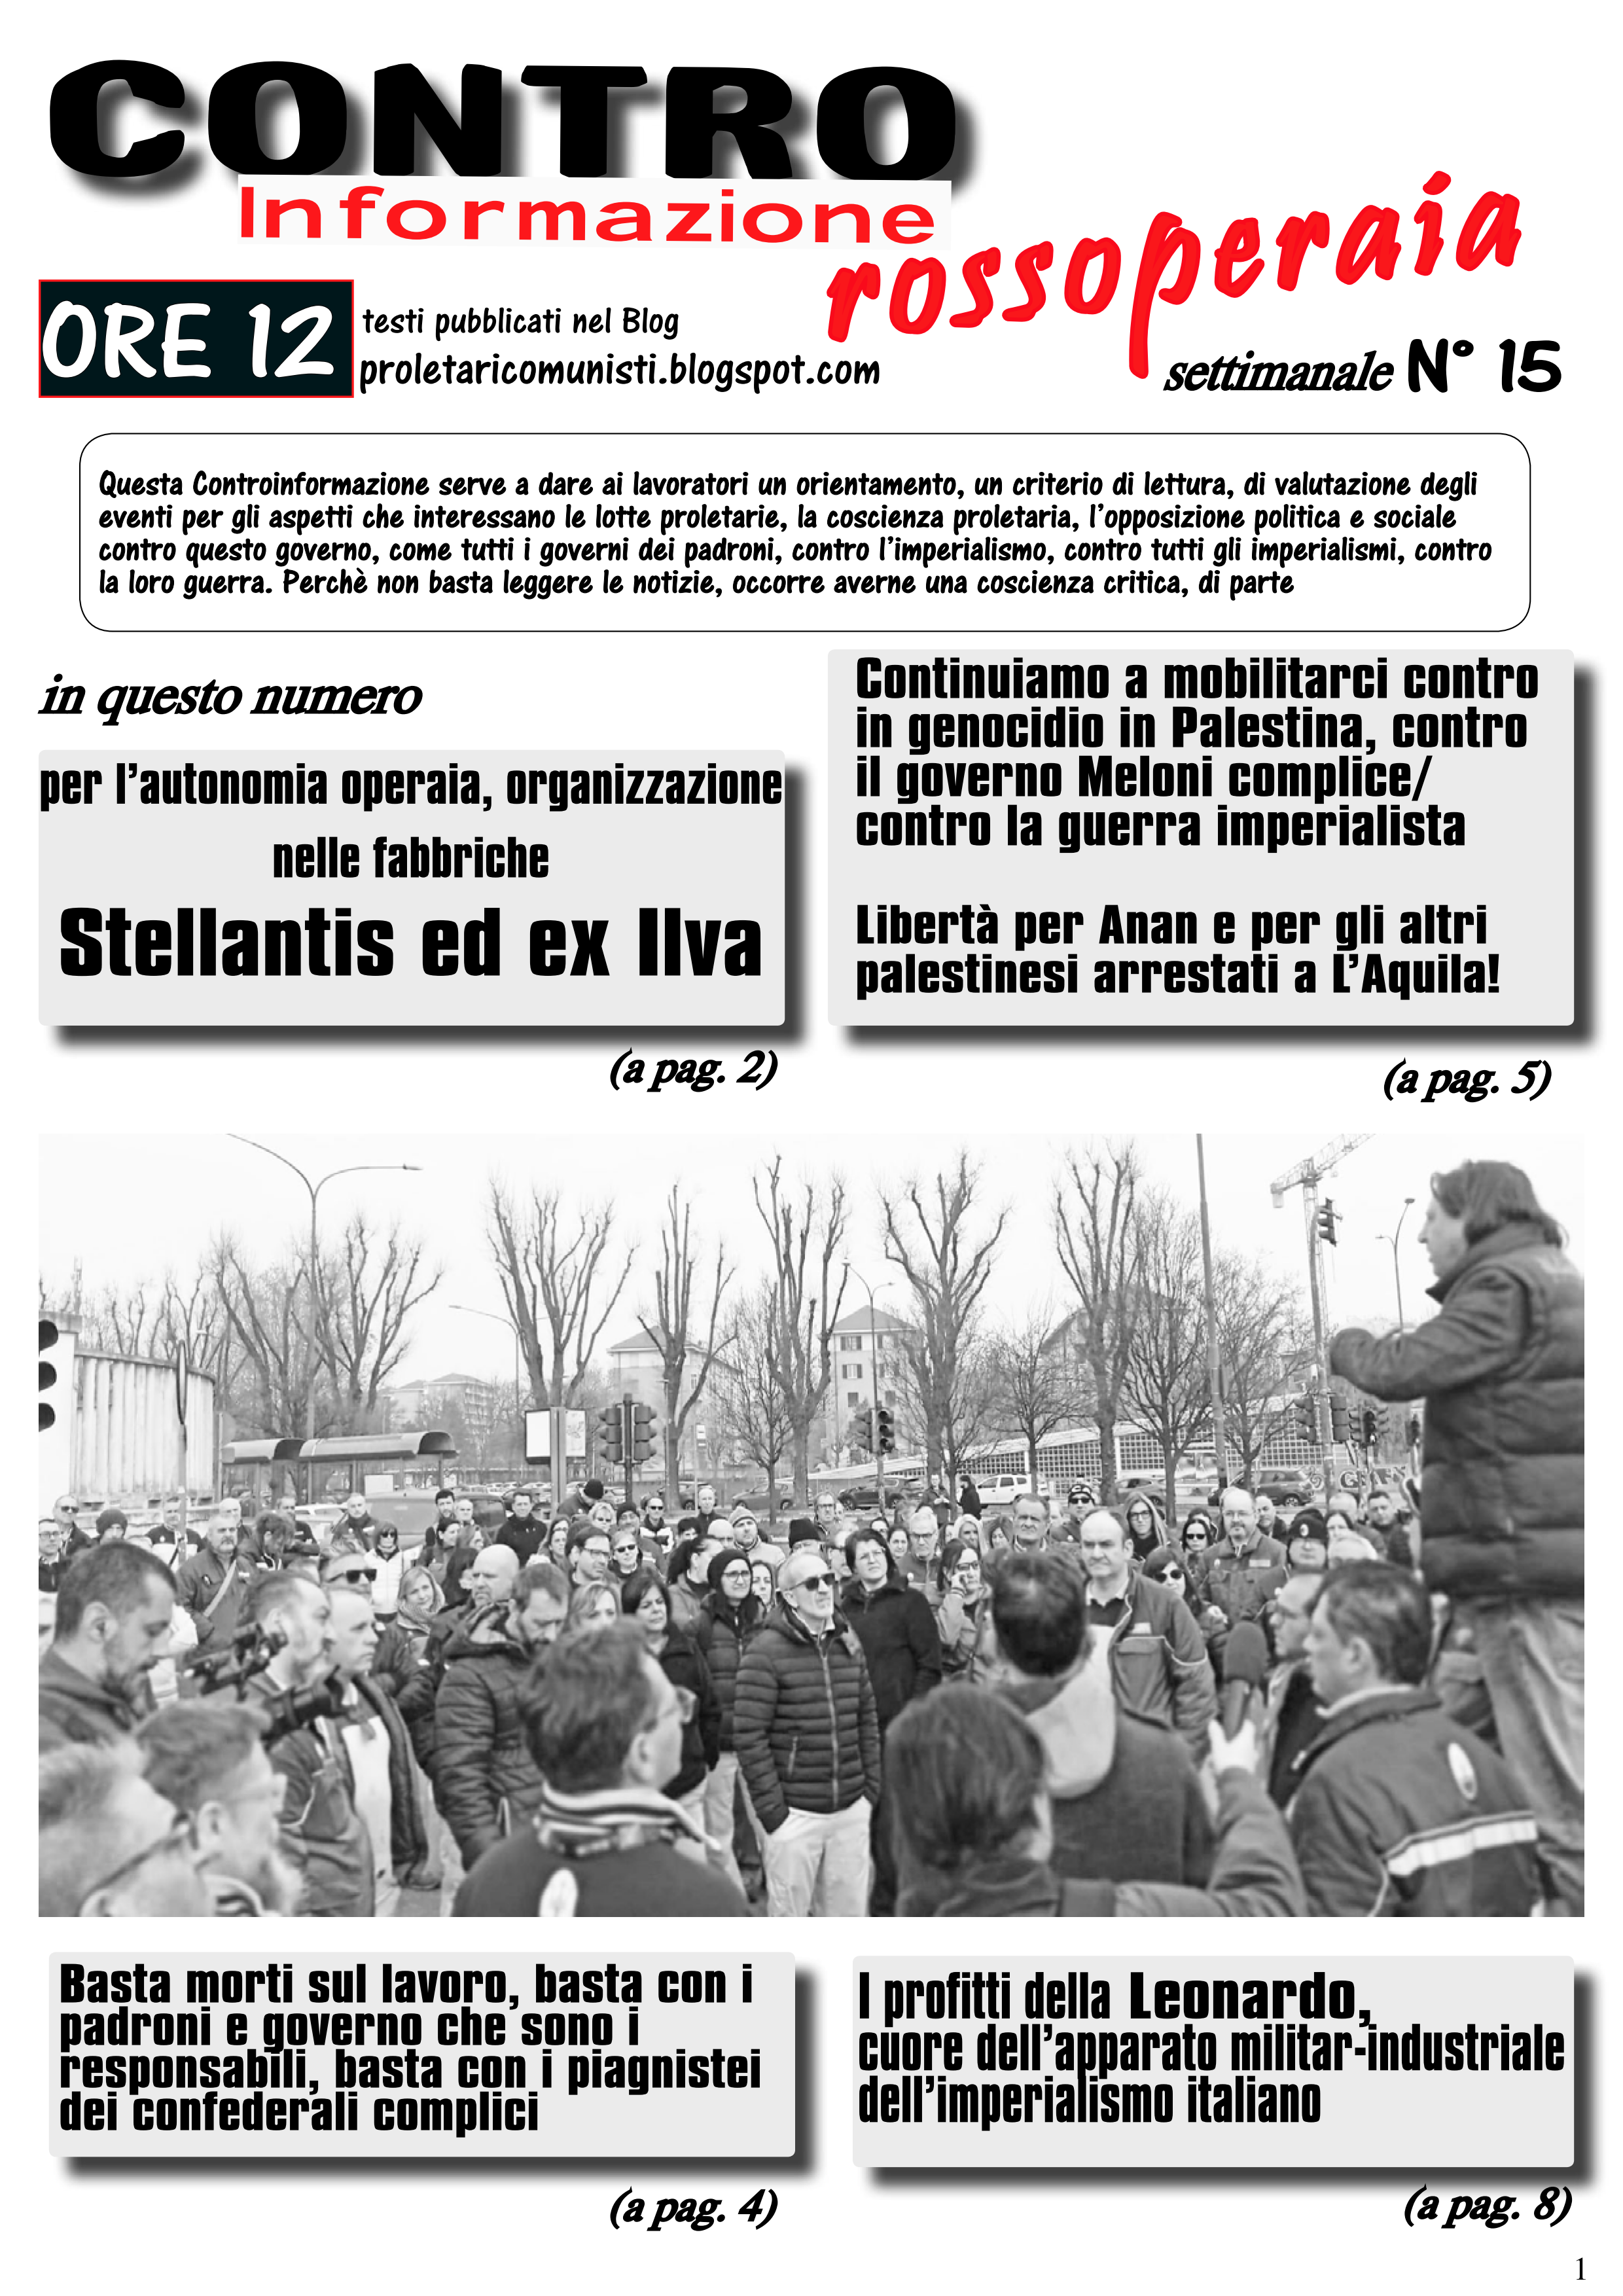 CONTRO
Informazione
rossoperaia
ORE 12
testi pubblicati nel Blog
proletaricomunisti.blogspot.com
settimanale N° 15
Questa Controinformazione serve a dare ai lavoratori un orientamento, un criterio di lettura, di valutazione degli
eventi per gli aspetti che interessano le lotte proletarie, la coscienza proletaria, l'opposizione politica e sociale
contro questo governo, come tutti i governi dei padroni, contro l'imperialismo, contro tutti gli imperialismi, contro
la loro guerra. Perchè non basta leggere le notizie, occorre averne una coscienza critica, di parte
in questo numero
per l'autonomia operaia, organizzazione
nelle fabbriche
Stellantis ed ex Ilva
(a pag. 2)
Continuiamo a mobilitarci contro
in genocidio in Palestina, contro
il governo Meloni complice/
contro la guerra imperialista
Libertà per Anan e per gli altri
palestinesi arrestati a L'Aquila!
(a pag. 5)
Basta morti sul lavoro, basta con i
padroni e governo che sono i
responsabili, basta con i piagnistei
dei confederali complici
(a pag. 4)
I profitti della Leonardo,
cuore dell'apparato militar-industriale
dell'imperialismo italiano
(a pag. 8)
1